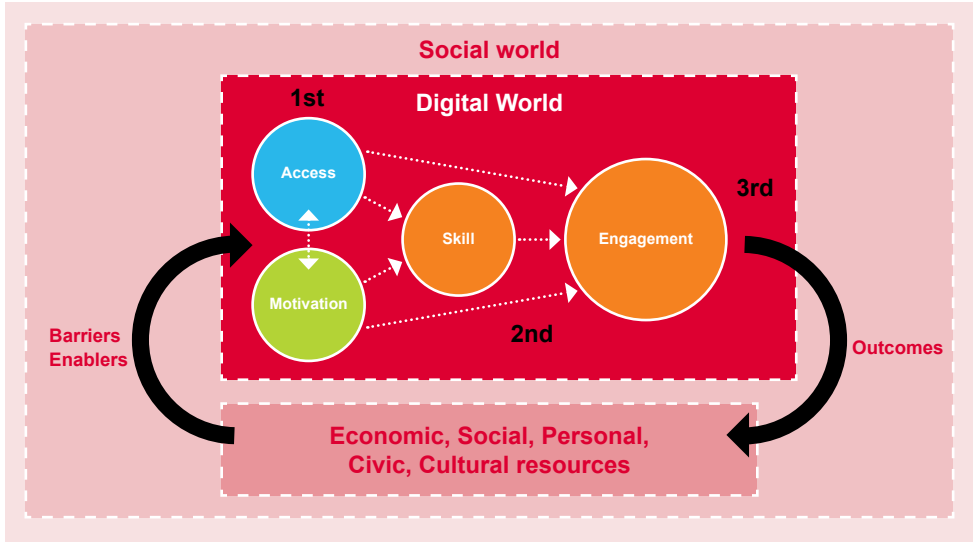 Social world
Digital World
1st
Access
3rd
Skill
Engagement
Motivation
2nd
Barriers
Enablers
Outcomes
Economic, Social, Personal,
Civic, Cultural resources